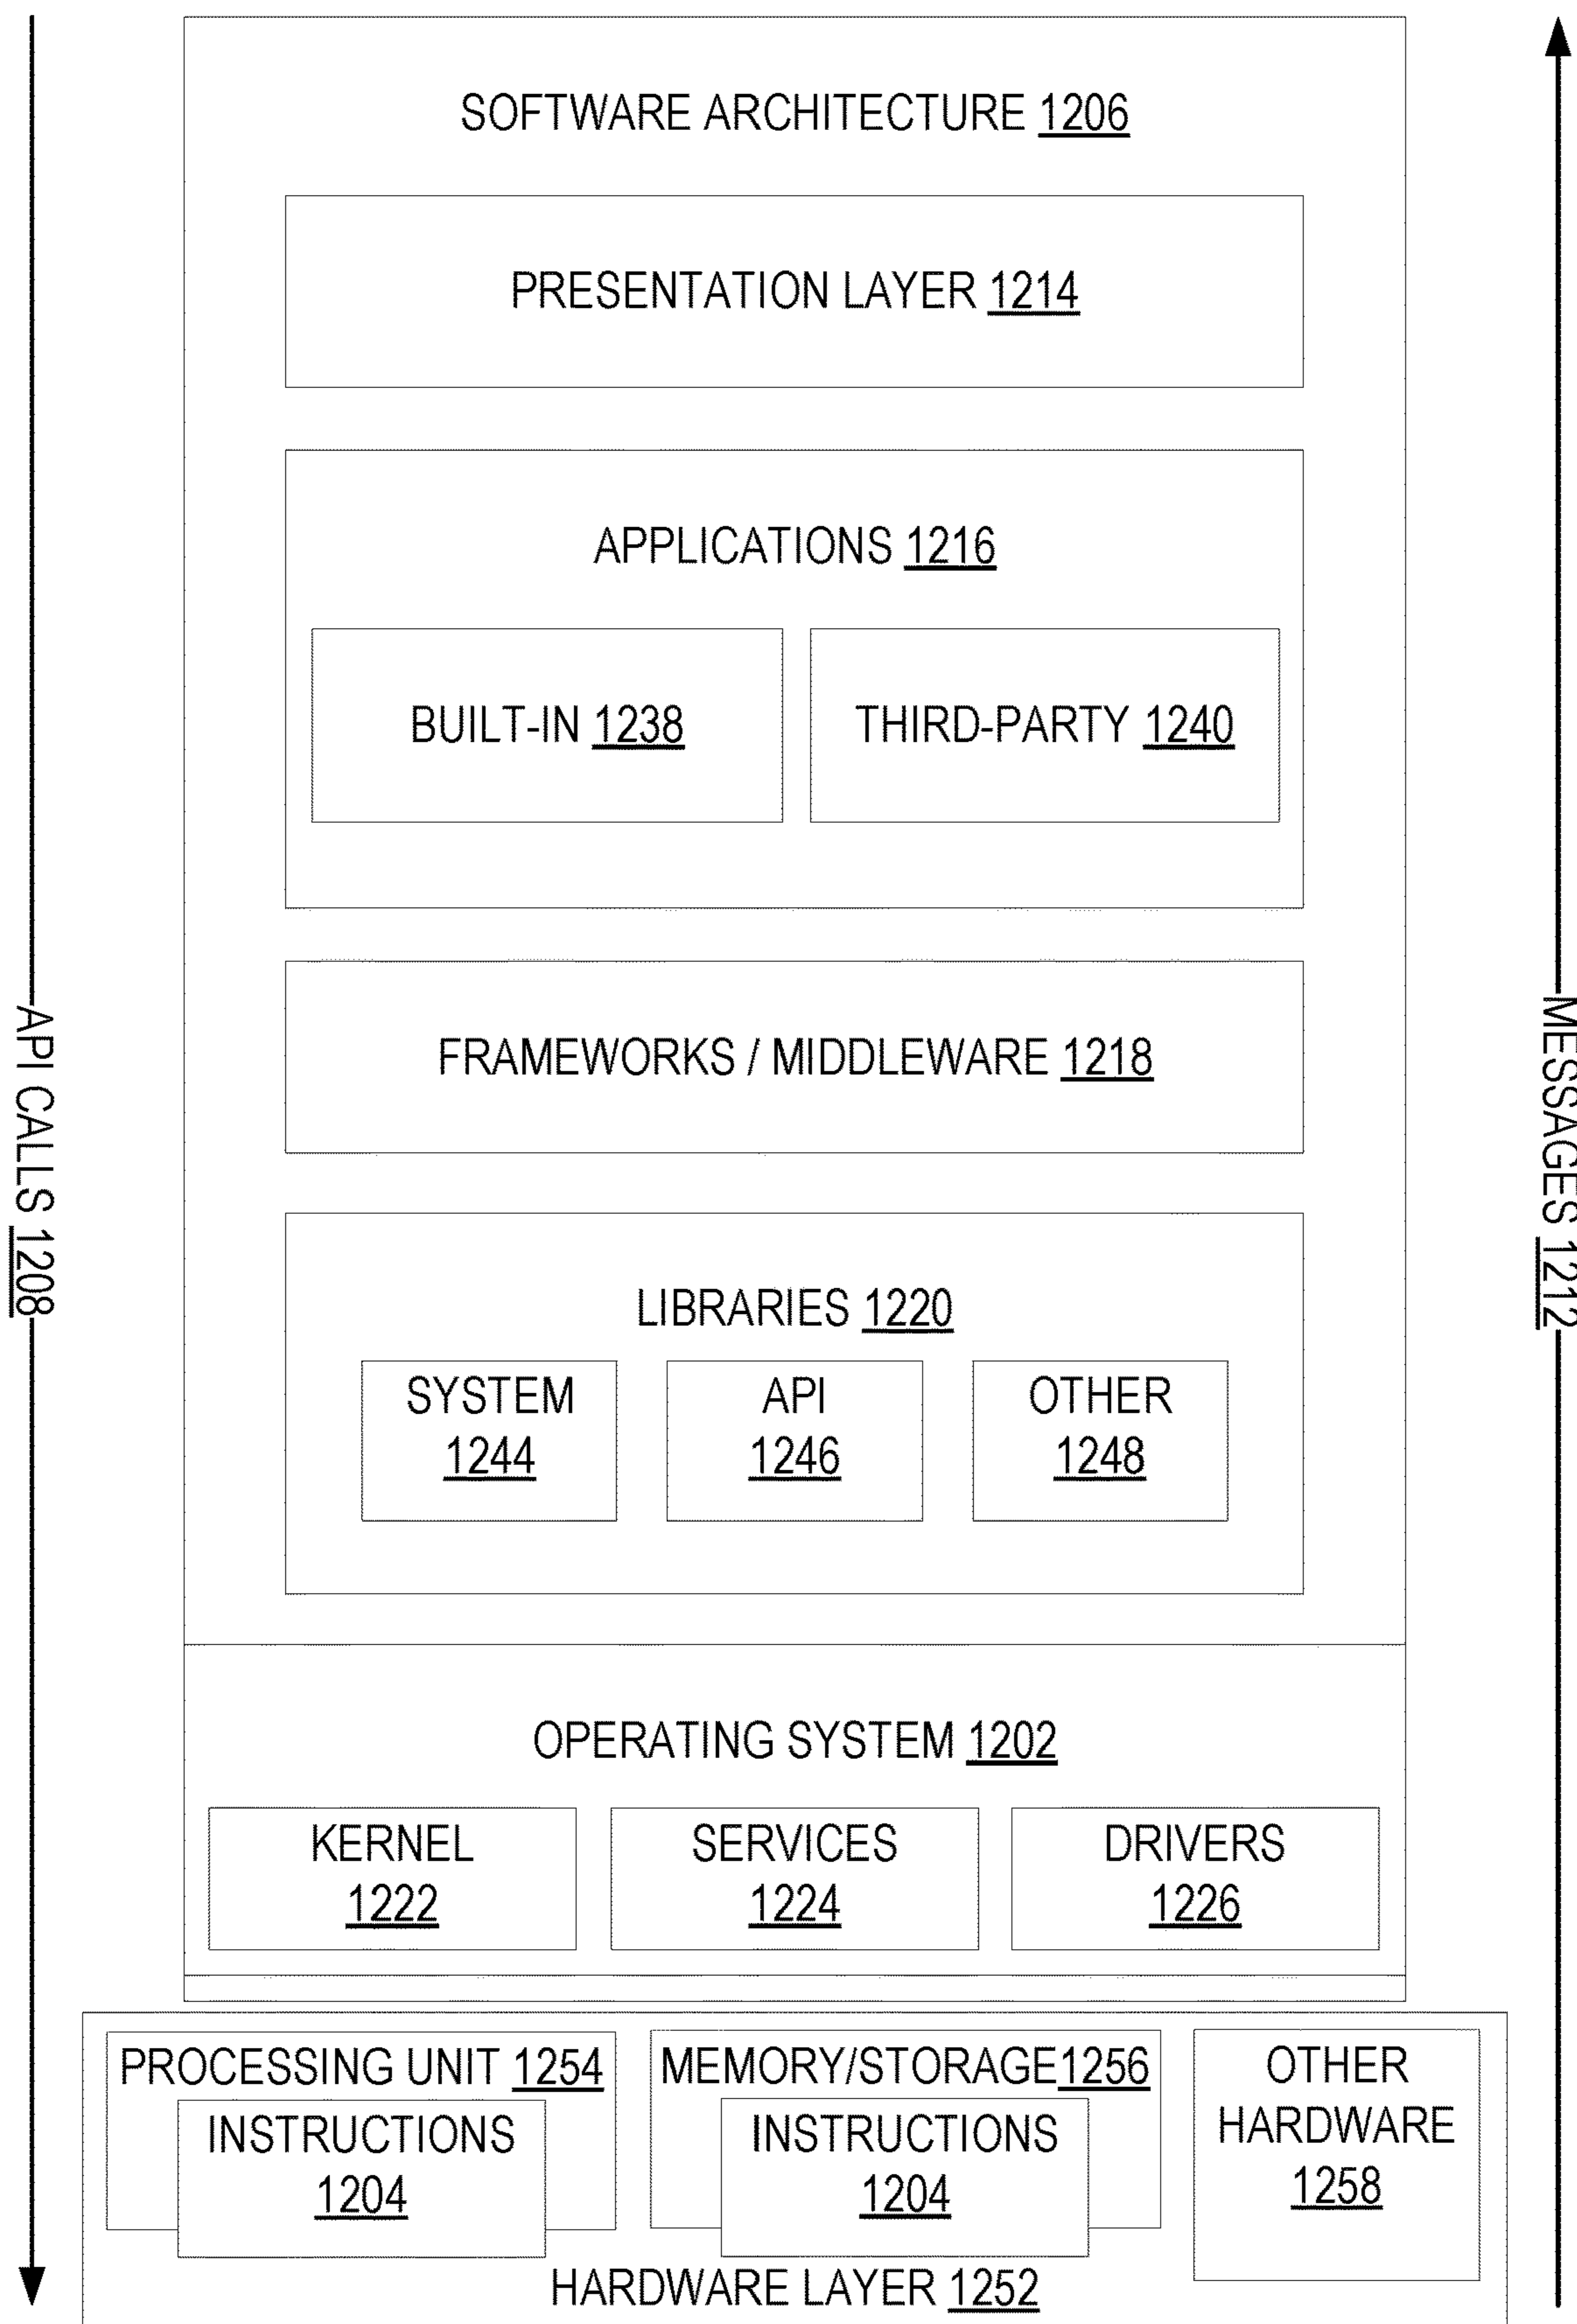 SOFTWARE ARCHITECTURE 1206
PRESENTATION LAYER 1214
APPLICATIONS 1216
BUILT-IN 1238
THIRD-PARTY 1240
FRAMEWORKS / MIDDLEWARE 1218
API CALLS 1208
MESSAGES 1212
LIBRARIES 1220
SYSTEM
1244
API
1246
OTHER
1248
OPERATING SYSTEM 1202
KERNEL
1222
SERVICES
1224
DRIVERS
1226
PROCESSING UNIT 1254
INSTRUCTIONS
1204
MEMORY/STORAGE1256
INSTRUCTIONS
1204
OTHER
HARDWARE
1258
HARDWARE LAYER 1252